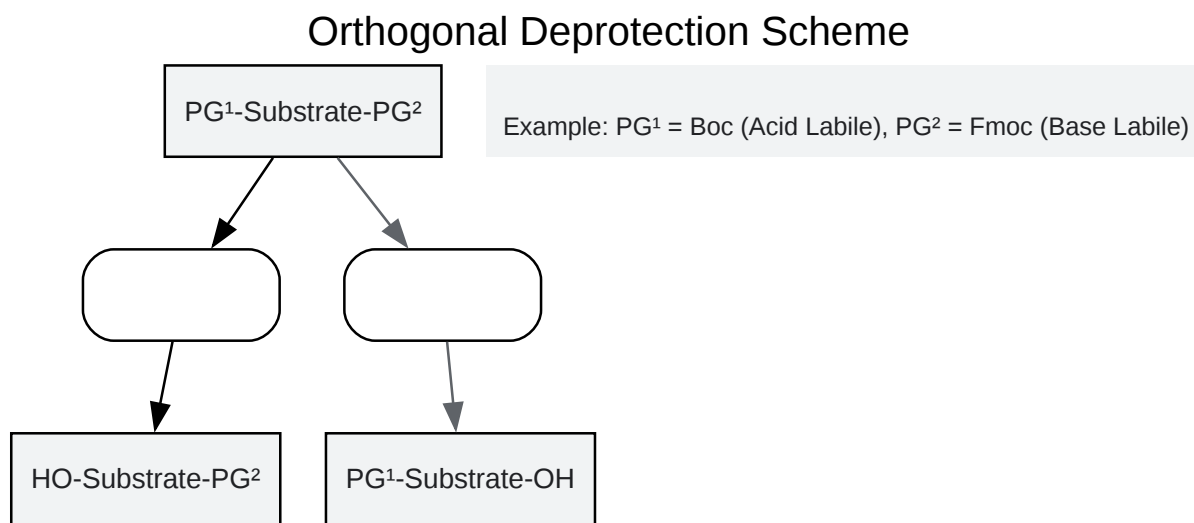 Orthogonal Deprotection Scheme
PG¹-Substrate-PG²
Example: PG¹ = Boc (Acid Labile), PG² = Fmoc (Base Labile)
HO-Substrate-PG²
PG¹-Substrate-OH